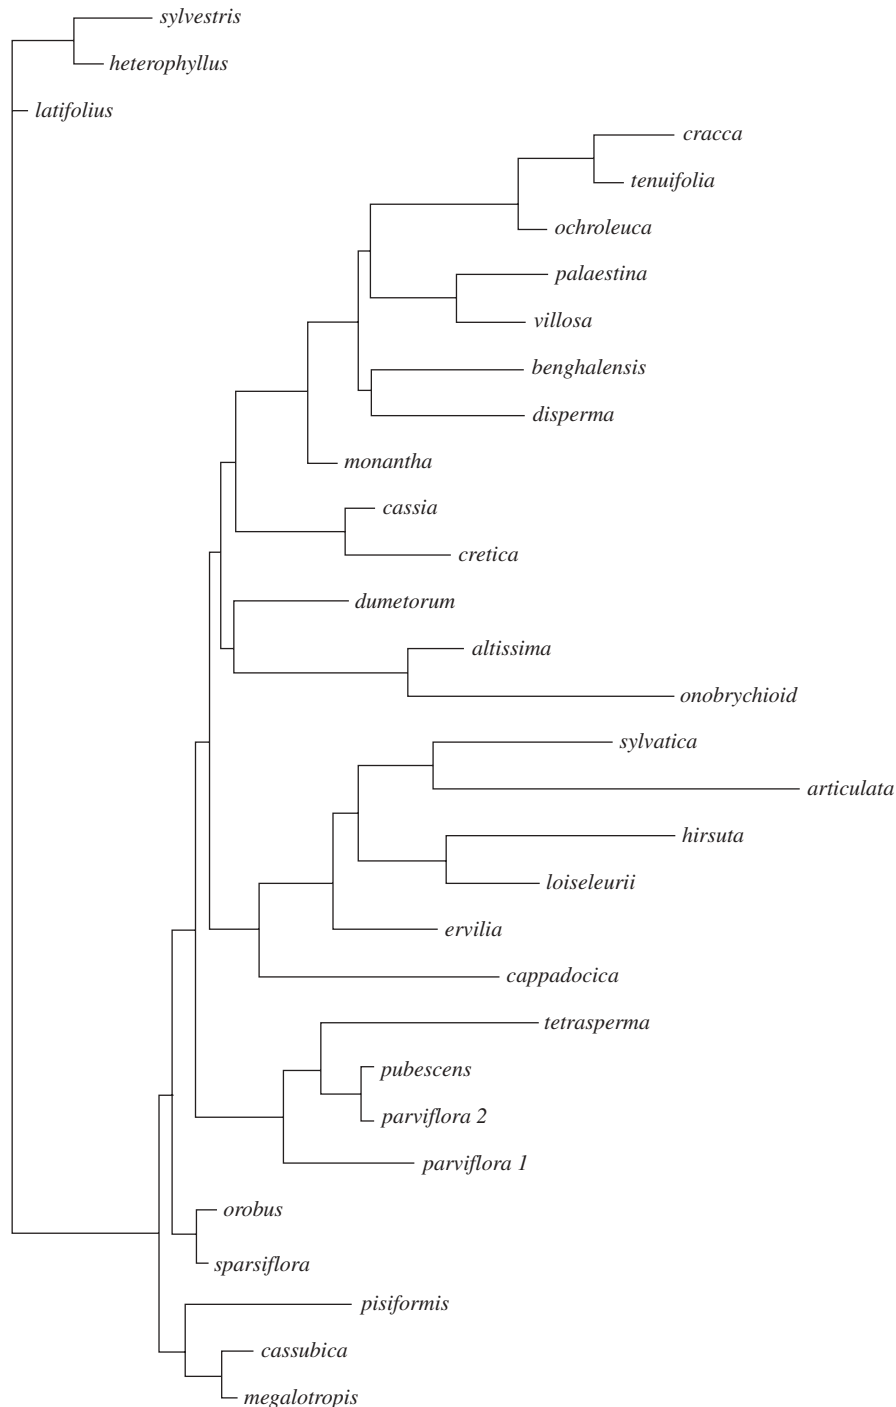 sylvestris
heterophyllus
latifolius
cracca
tenuifolia
ochroleuca
palaestina
villosa
benghalensis
disperma
monantha
cassia
cretica
dumetorum
altissima
onobrychioid
sylvatica
articulata
hirsuta
loiseleurii
ervilia
cappadocica
tetrasperma
pubescens
parviflora 2
parviflora 1
orobus
sparsiflora
pisiformis
cassubica
megalotropis